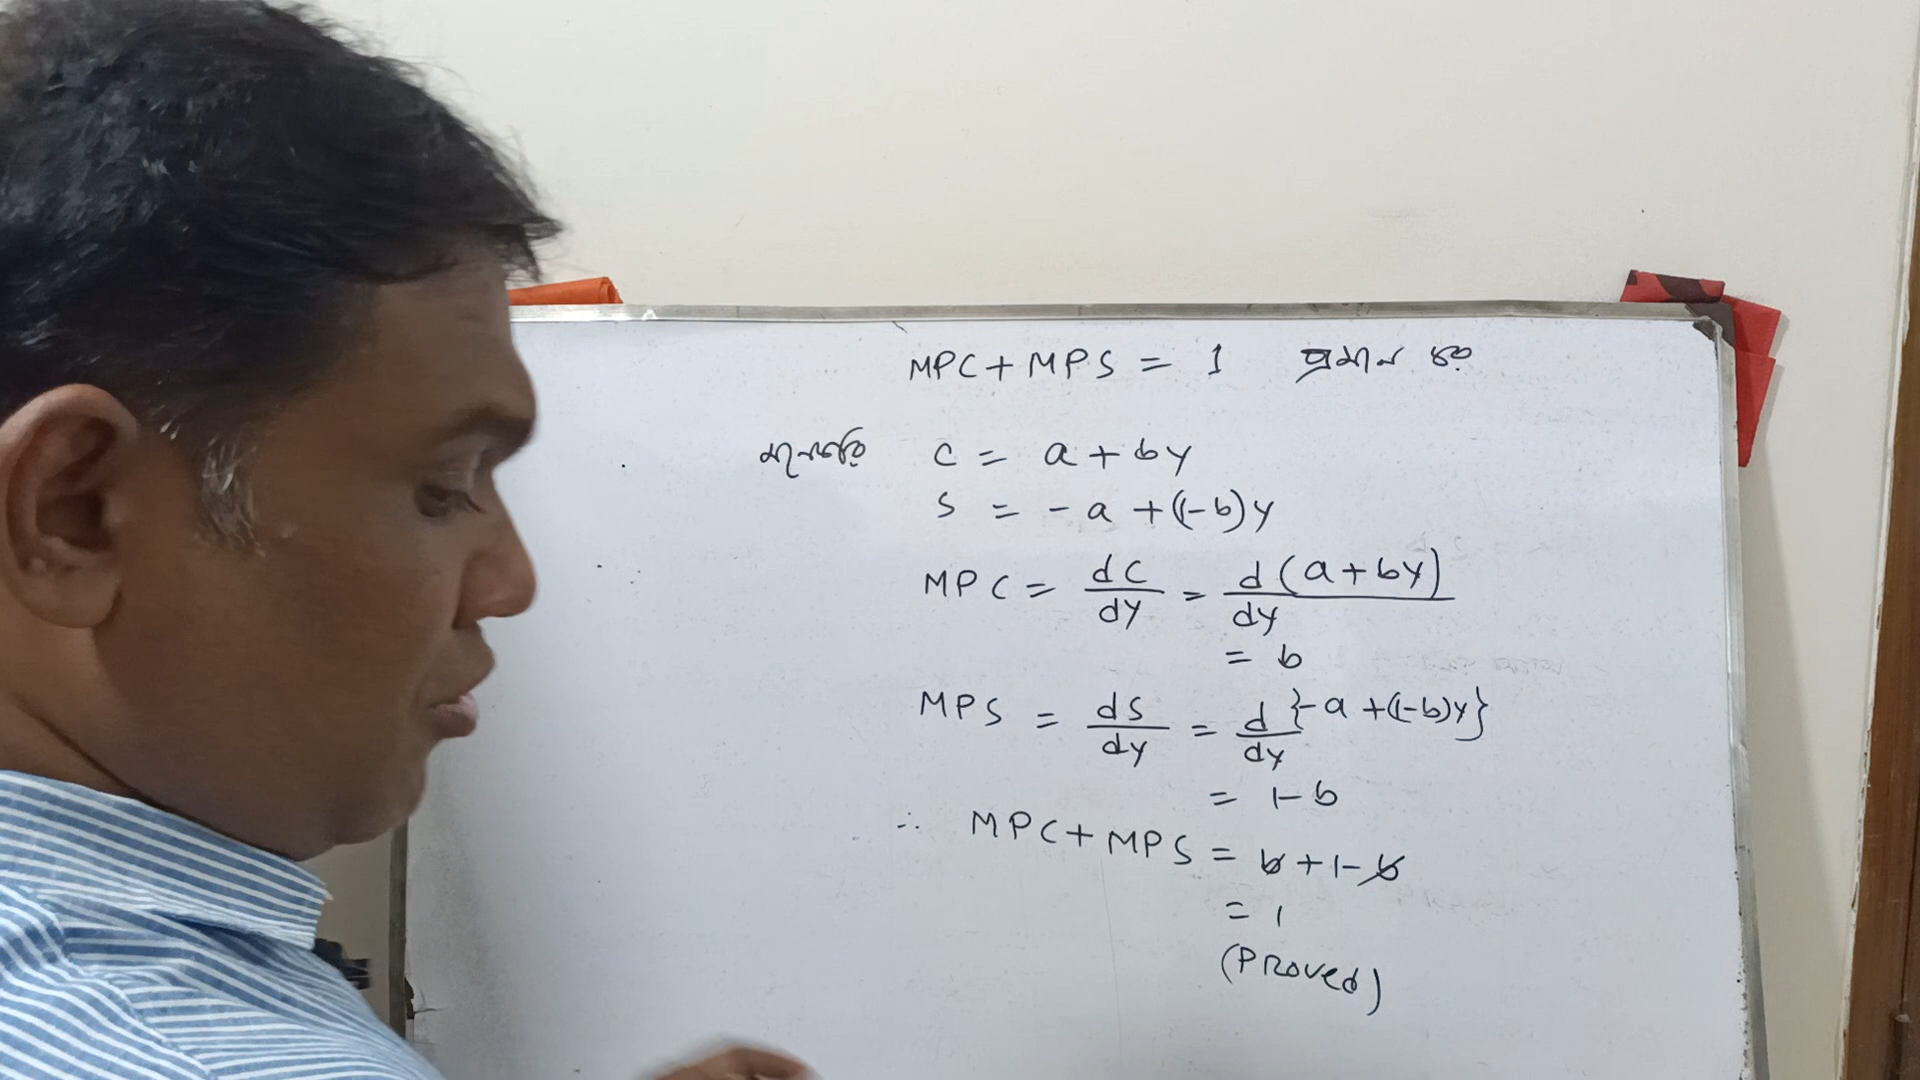 MPC + MPS = 1 প্রমাণ কর
মনেকরি C = a + by
S = - a + (1-b)y
MPC = dC/dy = d(a+by)/dy
= b
MPS = dS/dy = d/dy {-a + (1-b)y}
= 1-b
∴ MPC + MPS = b + 1 - b
= 1
(Proved)